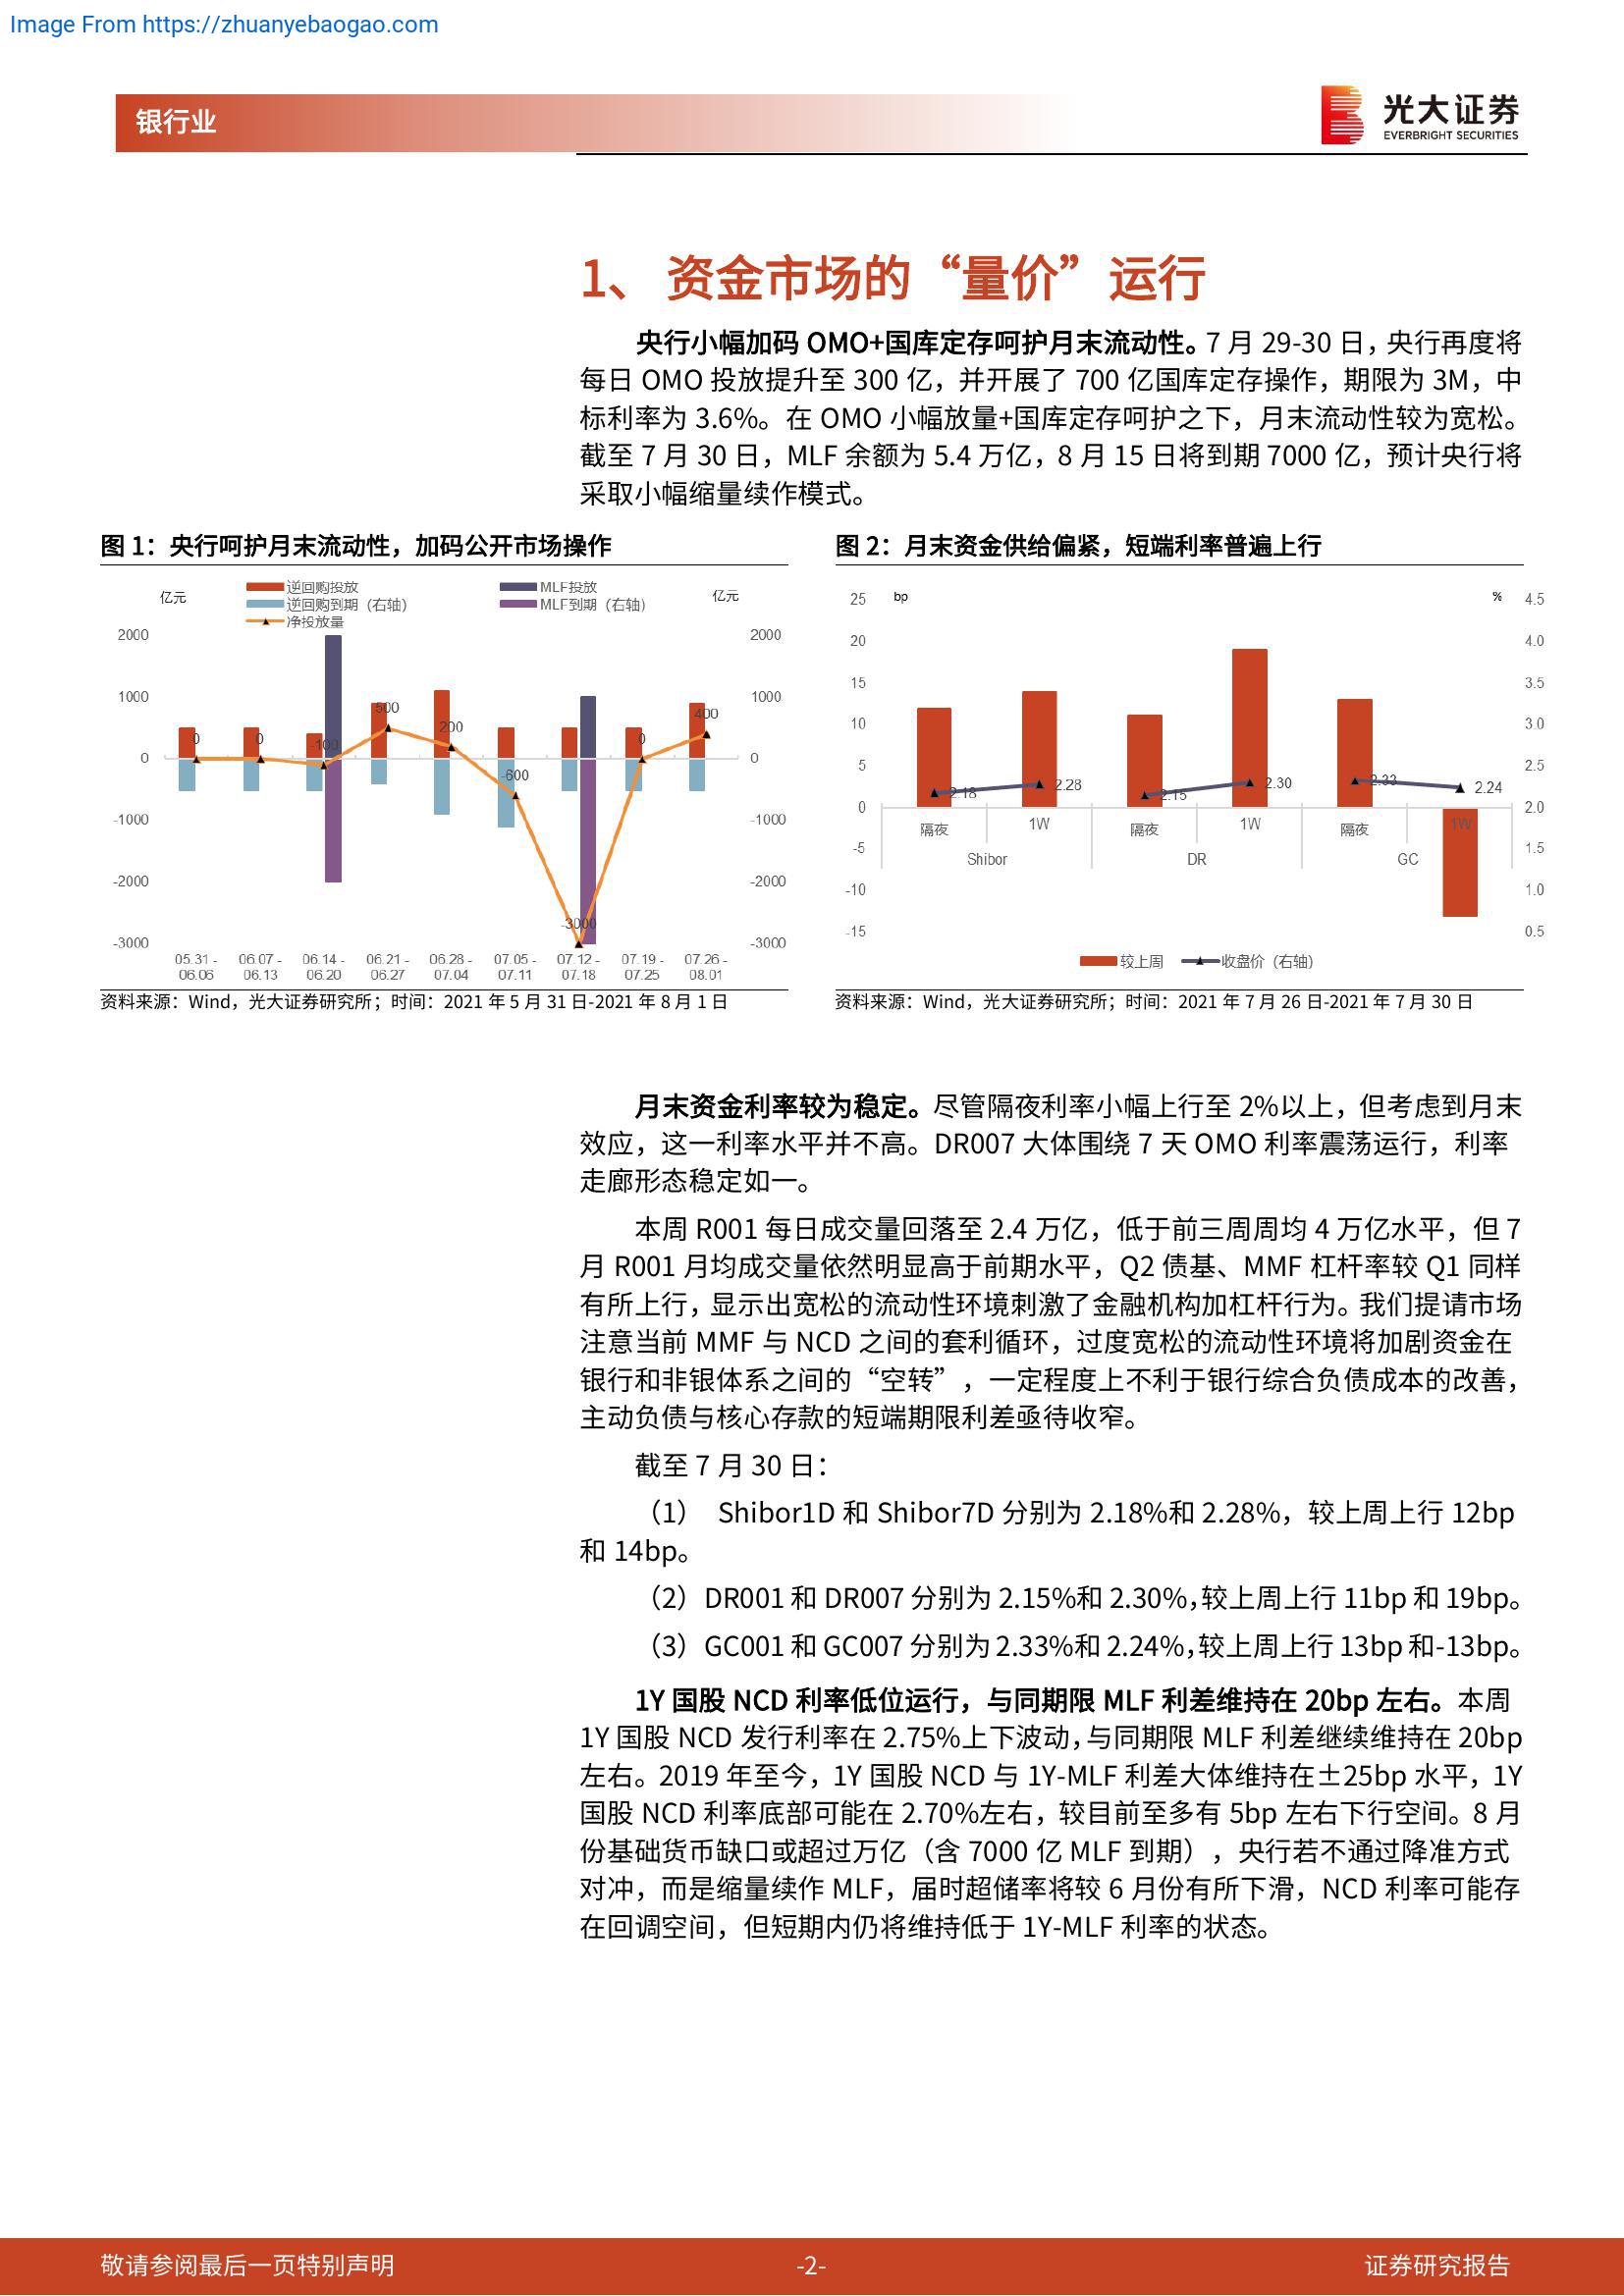 Image From https://zhuanyebaogao.com
银行业
光大证券
EVERBRIGHT SECURITIES
1、 资金市场的“量价”运行
央行小幅加码 OMO+国库定存呵护月末流动性。7 月 29-30 日，央行再度将
每日 OMO 投放提升至 300 亿，并开展了 700 亿国库定存操作，期限为 3M，中
标利率为 3.6%。在 OMO 小幅放量+国库定存呵护之下，月末流动性较为宽松。
截至 7 月 30 日，MLF 余额为 5.4 万亿，8 月 15 日将到期 7000 亿，预计央行将
采取小幅缩量续作模式。
图 1：央行呵护月末流动性，加码公开市场操作
亿元
逆回购投放
MLF投放
亿元
逆回购到期（右轴）
MLF到期（右轴）
净投放量
2000
2000
1000
1000
0
0
-1000
-1000
-2000
-2000
-3000
-3000
0
0
-100
500
200
-600
-3000
0
400
05.31 - 06.07 - 06.14 - 06.21 - 06.28 - 07.05 - 07.12 - 07.19 - 07.26 -
06.06 06.13 06.20 06.27 07.04 07.11 07.18 07.25 08.01
资料来源：Wind，光大证券研究所；时间：2021 年 5 月 31 日-2021 年 8 月 1 日
图 2：月末资金供给偏紧，短端利率普遍上行
25 bp % 4.5
20 4.0
15 3.5
10 3.0
5 2.5
0 2.0
-5 1.5
-10 1.0
-15 0.5
2.18 2.28 2.15 2.30 2.33 2.24
隔夜 1W 隔夜 1W 隔夜 1W
Shibor DR GC
较上周 收盘价（右轴）
资料来源：Wind，光大证券研究所；时间：2021 年 7 月 26 日-2021 年 7 月 30 日
月末资金利率较为稳定。尽管隔夜利率小幅上行至 2%以上，但考虑到月末
效应，这一利率水平并不高。DR007 大体围绕 7 天 OMO 利率震荡运行，利率
走廊形态稳定如一。
本周 R001 每日成交量回落至 2.4 万亿，低于前三周周均 4 万亿水平，但 7
月 R001 月均成交量依然明显高于前期水平，Q2 债基、MMF 杠杆率较 Q1 同样
有所上行，显示出宽松的流动性环境刺激了金融机构加杠杆行为。我们提请市场
注意当前 MMF 与 NCD 之间的套利循环，过度宽松的流动性环境将加剧资金在
银行和非银体系之间的“空转”，一定程度上不利于银行综合负债成本的改善，
主动负债与核心存款的短端期限利差亟待收窄。
截至 7 月 30 日：
（1） Shibor1D 和 Shibor7D 分别为 2.18%和 2.28%，较上周上行 12bp
和 14bp。
（2）DR001 和 DR007 分别为 2.15%和 2.30%，较上周上行 11bp 和 19bp。
（3）GC001 和 GC007 分别为 2.33%和 2.24%，较上周上行 13bp 和-13bp。
1Y 国股 NCD 利率低位运行，与同期限 MLF 利差维持在 20bp 左右。本周
1Y 国股 NCD 发行利率在 2.75%上下波动，与同期限 MLF 利差继续维持在 20bp
左右。2019 年至今，1Y 国股 NCD 与 1Y-MLF 利差大体维持在±25bp 水平，1Y
国股 NCD 利率底部可能在 2.70%左右，较目前至多有 5bp 左右下行空间。8 月
份基础货币缺口或超过万亿（含 7000 亿 MLF 到期），央行若不通过降准方式
对冲，而是缩量续作 MLF，届时超储率将较 6 月份有所下滑，NCD 利率可能存
在回调空间，但短期内仍将维持低于 1Y-MLF 利率的状态。
敬请参阅最后一页特别声明
-2-
证券研究报告